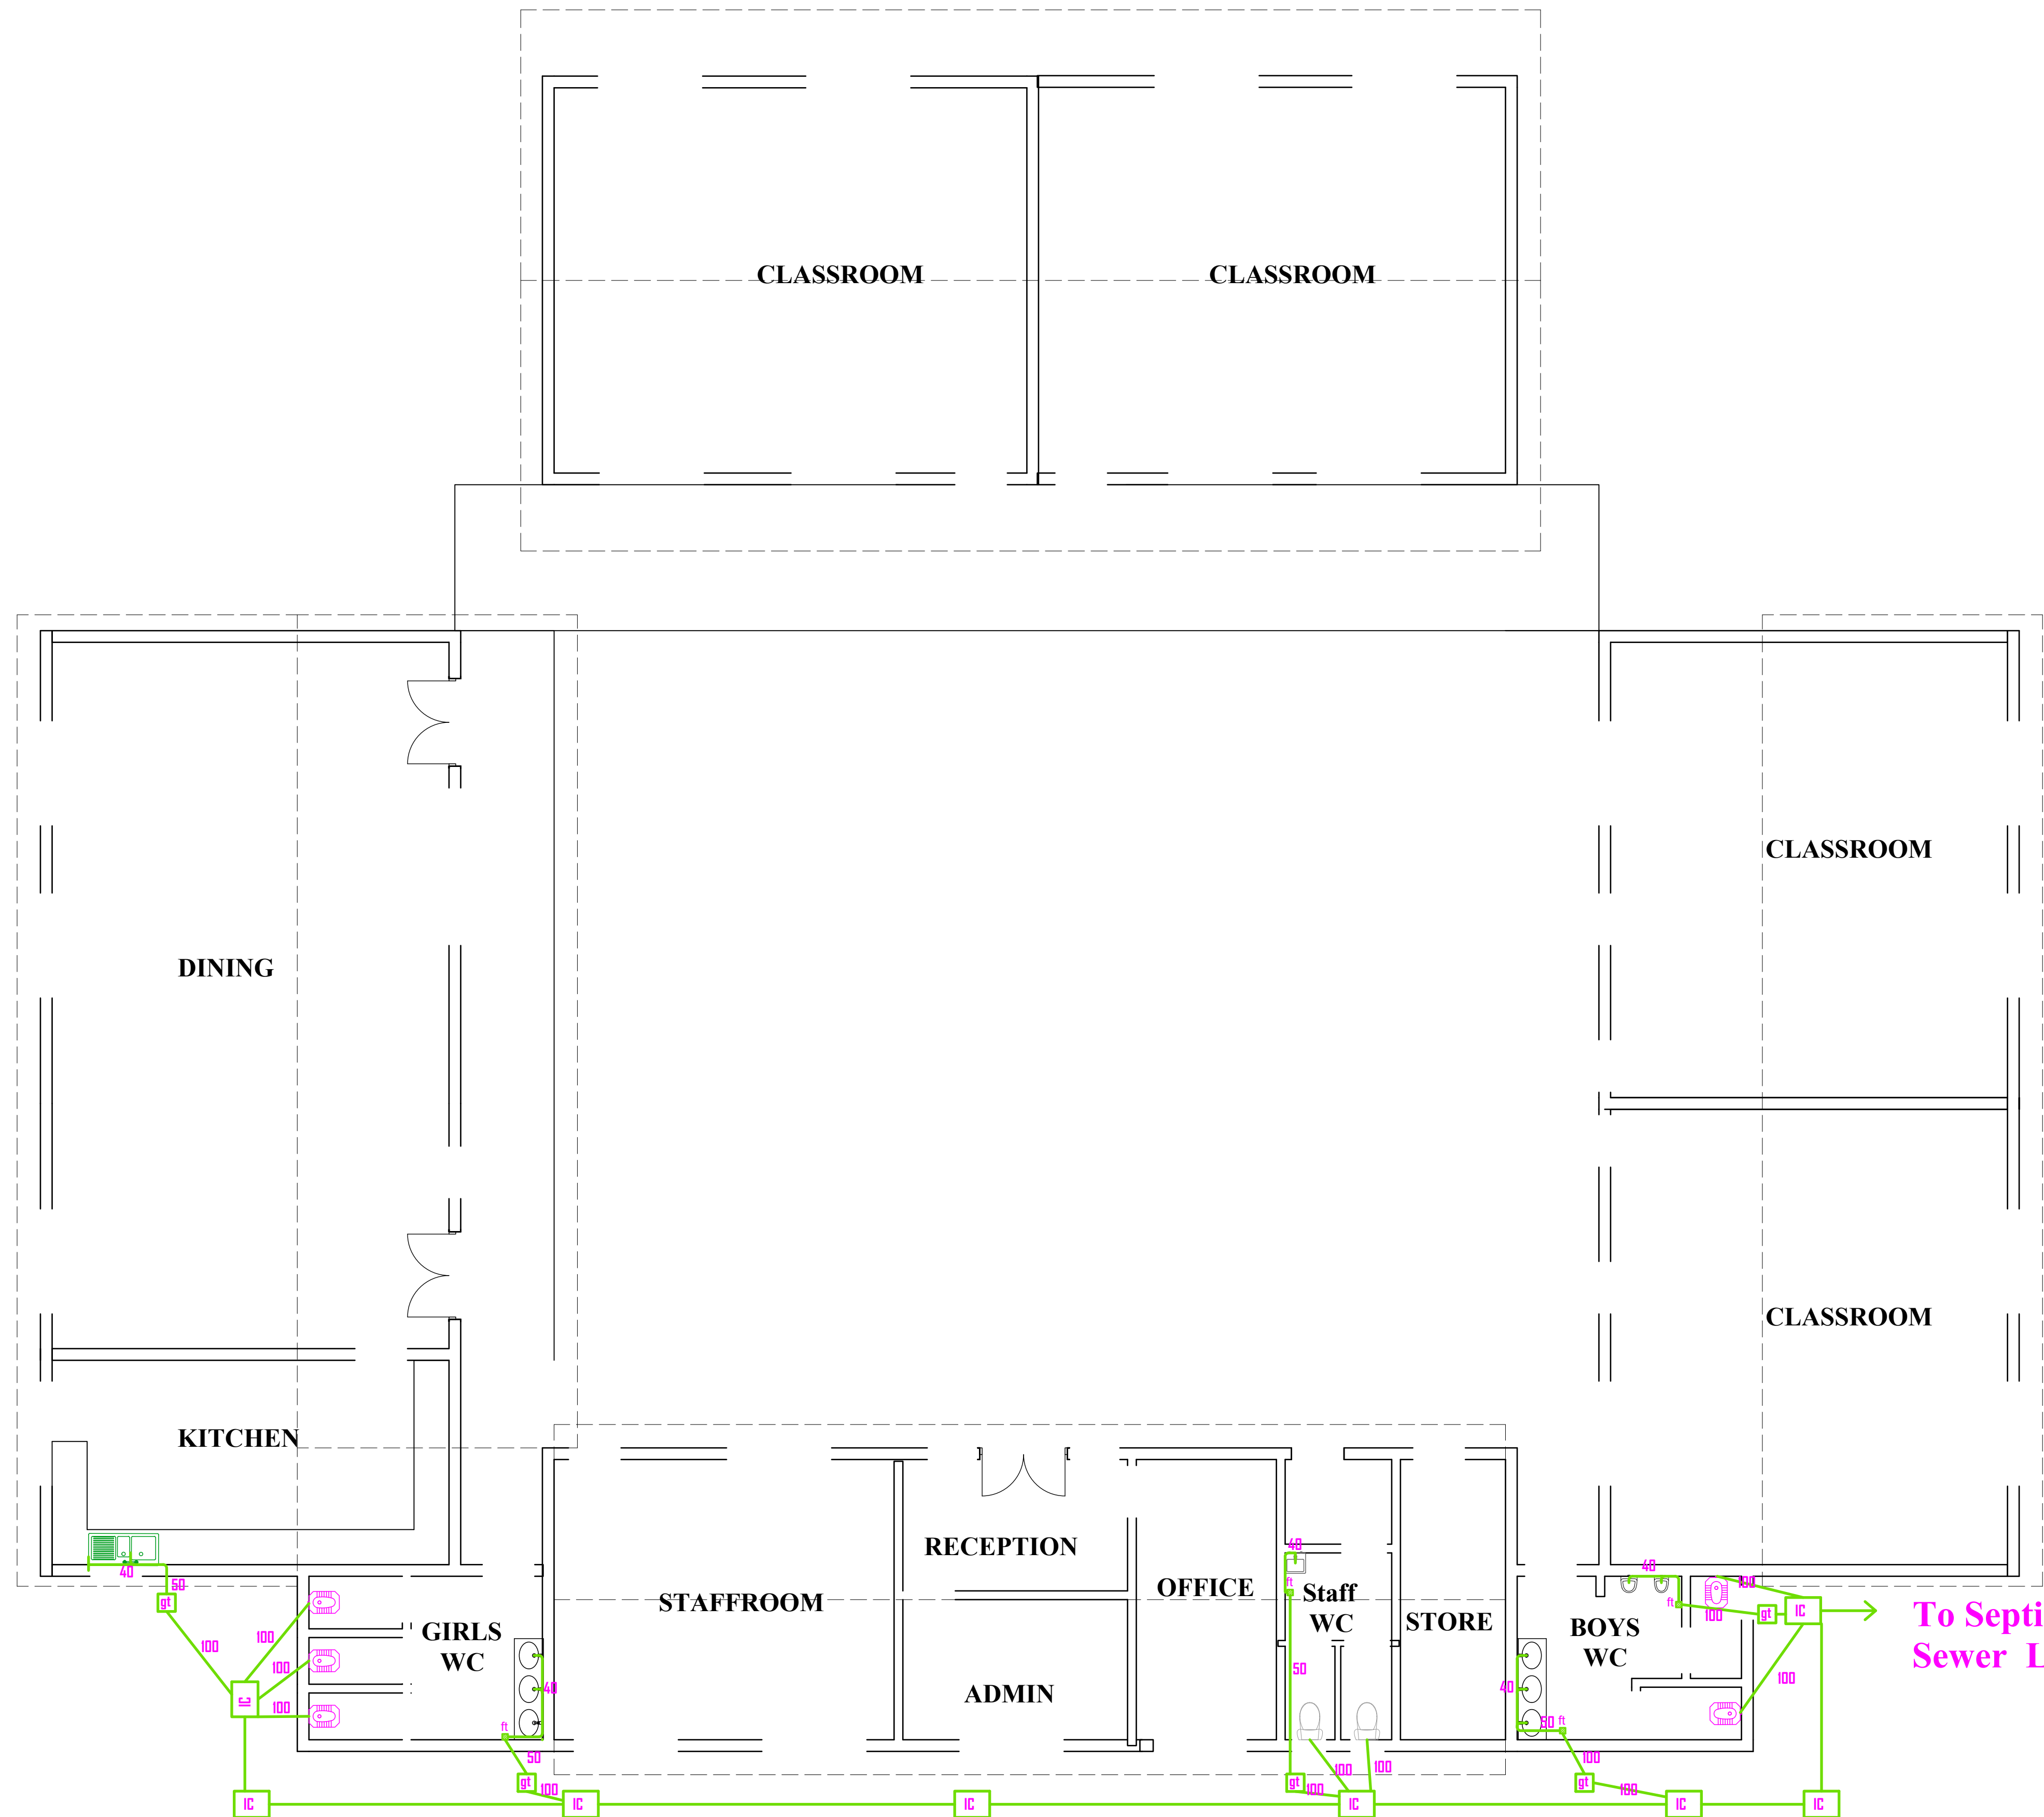 CLASSROOM
CLASSROOM
CLASSROOM
DINING
CLASSROOM
KITCHEN
RECEPTION
OFFICE
STAFFROOM
Staff
WC
STORE
GIRLS
WC
BOYS
WC
ADMIN
40
50
gt
100
100
100
100
IC
IC
40
ft
50
gt
100
IC
IC
40
ft
50
gt
100
100
100
IC
40
50
ft
100
gt
100
IC
IC
40
ft
100
100
gt
IC
100
To Septi
Sewer L